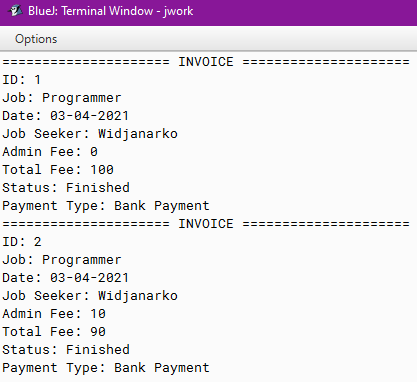 BlueJ: Terminal Window - jwork
Options
===================== INVOICE =====================
ID: 1
Job: Programmer
Date: 03-04-2021
Job Seeker: Widjanarko
Admin Fee: 0
Total Fee: 100
Status: Finished
Payment Type: Bank Payment
===================== INVOICE =====================
ID: 2
Job: Programmer
Date: 03-04-2021
Job Seeker: Widjanarko
Admin Fee: 10
Total Fee: 90
Status: Finished
Payment Type: Bank Payment